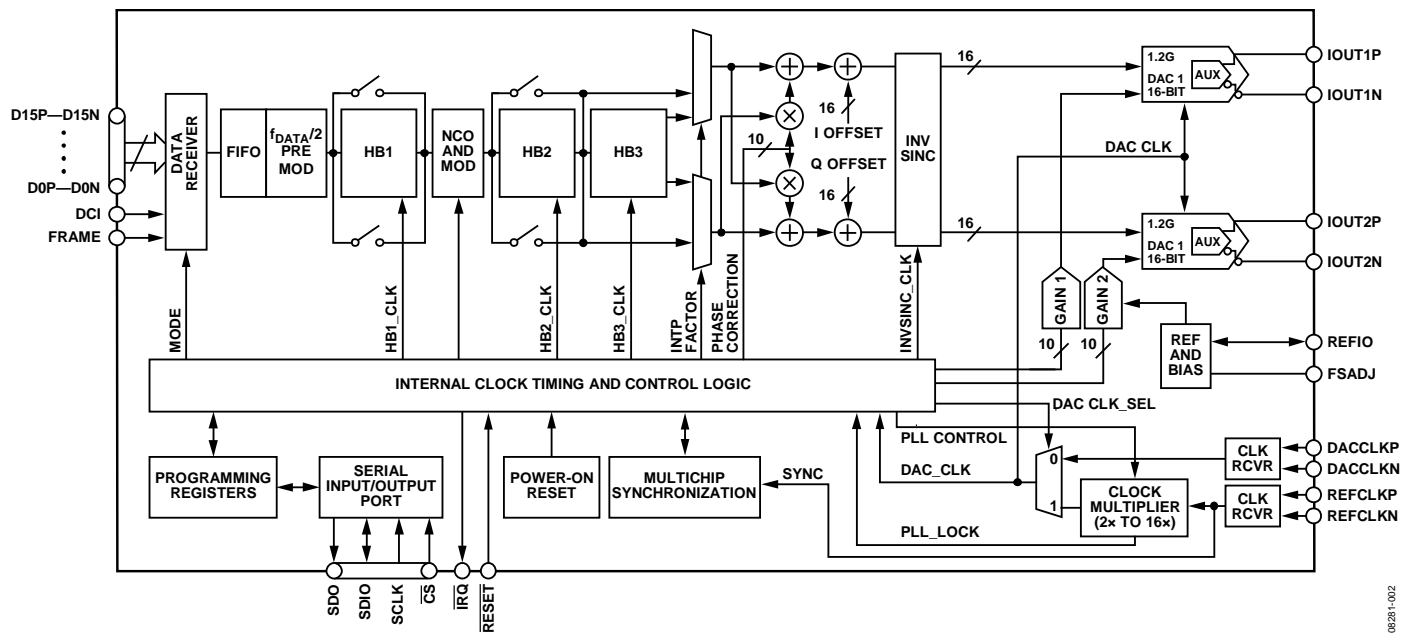 D15P—D15N
D0P—D0N
DCI
FRAME
DATA
RECEIVER
FIFO
fDATA/2
PRE
MOD
HB1
NCO
AND
MOD
HB2
HB3
10
16
I OFFSET
Q OFFSET
16
INV
SINC
16
16
1.2G
DAC 1
16-BIT
AUX
DAC CLK
1.2G
DAC 1
16-BIT
AUX
IOUT1P
IOUT1N
IOUT2P
IOUT2N
MODE
HB1_CLK
HB2_CLK
HB3_CLK
INTP
FACTOR
PHASE
CORRECTION
INVSINC_CLK
GAIN 1
GAIN 2
10
10
REF
AND
BIAS
REFIO
FSADJ
INTERNAL CLOCK TIMING AND CONTROL LOGIC
DAC CLK_SEL
PLL CONTROL
DAC_CLK
0
1
PLL_LOCK
CLOCK
MULTIPLIER
(2× TO 16×)
CLK
RCVR
CLK
RCVR
DACCLKP
DACCLKN
REFCLKP
REFCLKN
PROGRAMMING
REGISTERS
SERIAL
INPUT/OUTPUT
PORT
POWER-ON
RESET
MULTICHIP
SYNCHRONIZATION
SYNC
SDO
SDIO
SCLK
CS
IRQ
RESET
08281-002